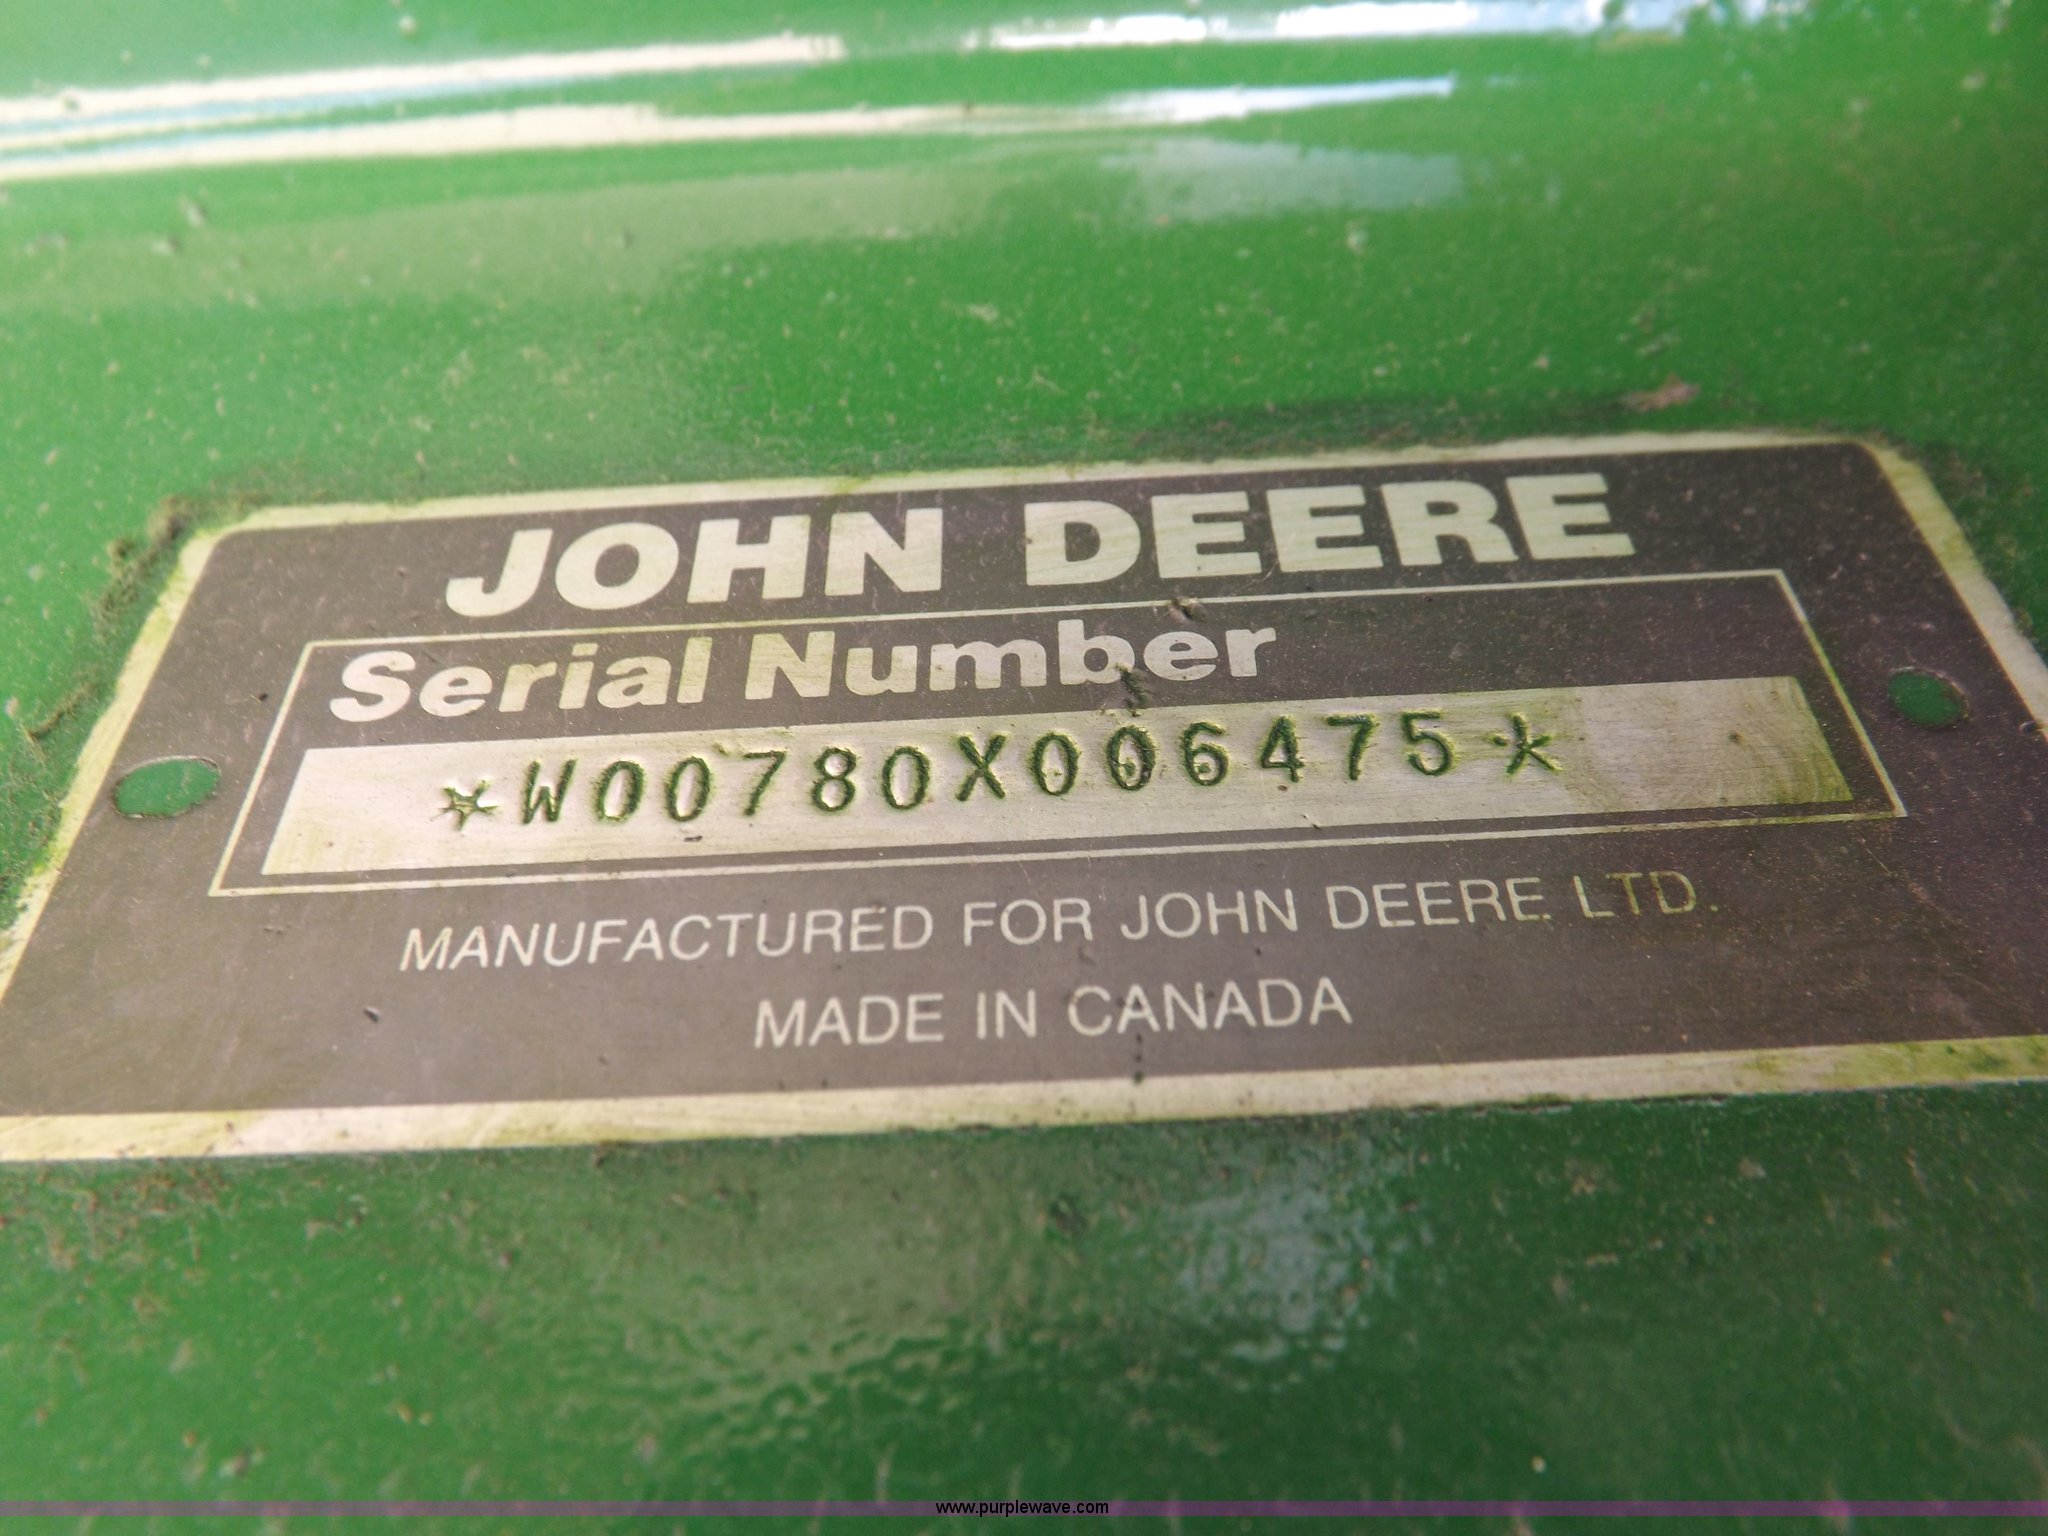 JOHN DEERE
Serial Number
*W00780X006475*
MANUFACTURED FOR JOHN DEERE LTD.
MADE IN CANADA
www.purplewave.com